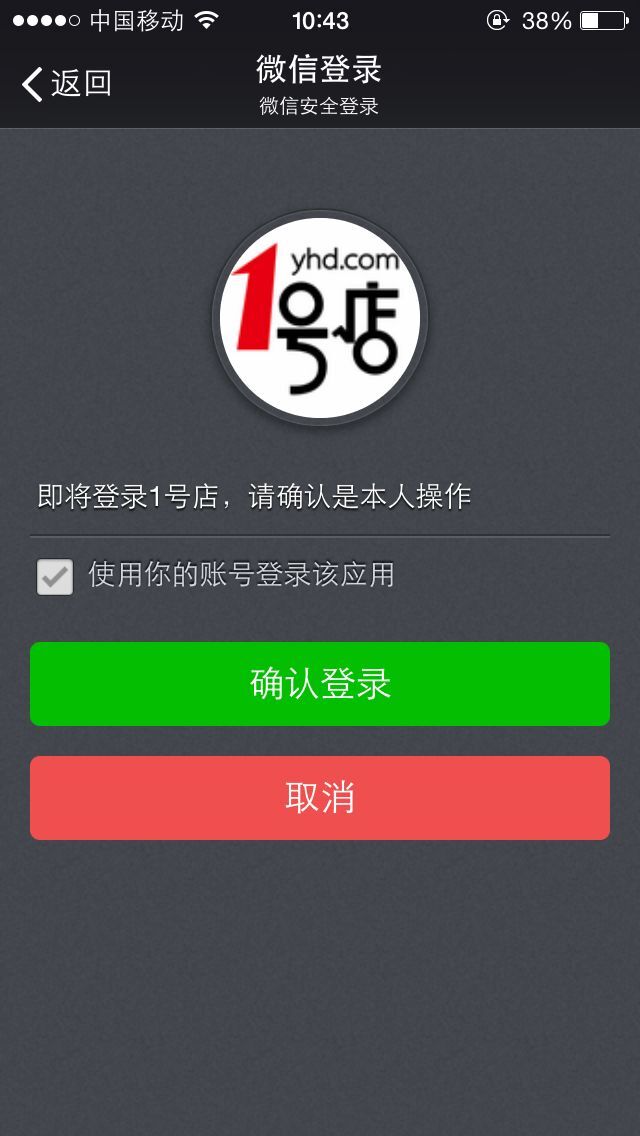 中国移动 10:43 38%
返回
微信登录
微信安全登录
yhd.com
1号店
即将登录1号店，请确认是本人操作
使用你的账号登录该应用
确认登录
取消